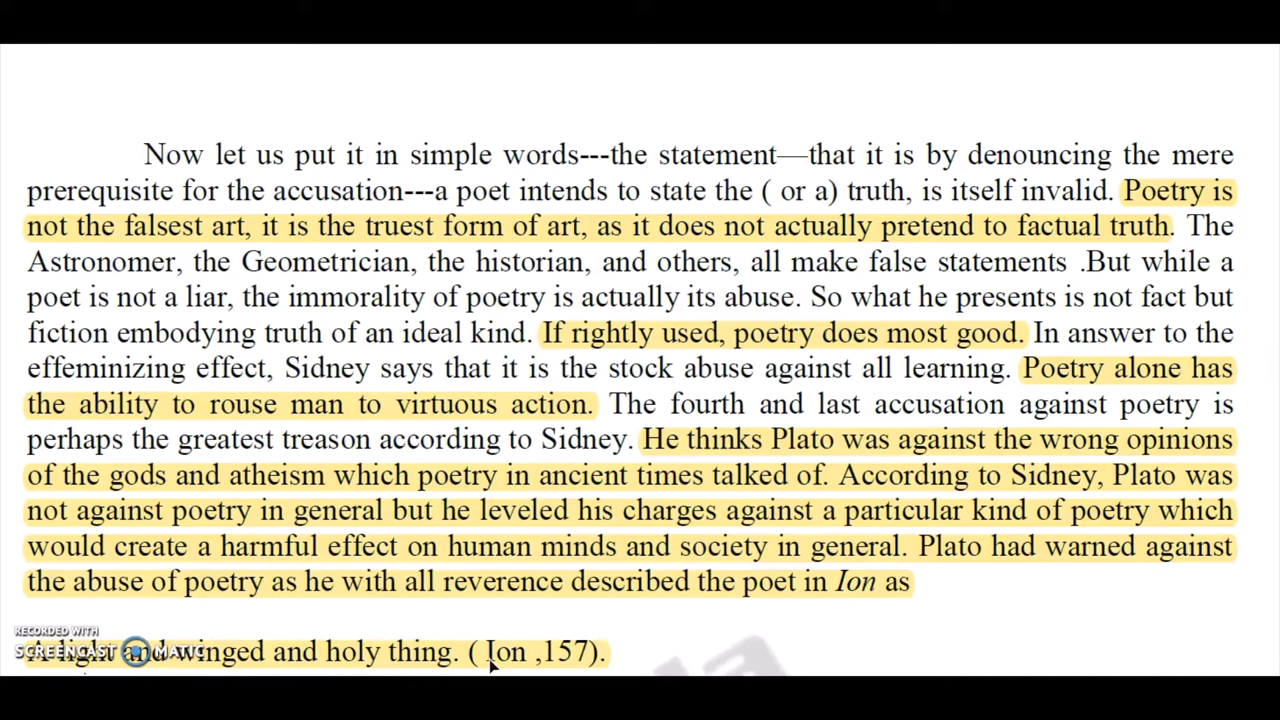 Now let us put it in simple words---the statement—that it is by denouncing the mere
prerequisite for the accusation---a poet intends to state the ( or a) truth, is itself invalid. Poetry is
not the falsest art, it is the truest form of art, as it does not actually pretend to factual truth. The
Astronomer, the Geometrician, the historian, and others, all make false statements .But while a
poet is not a liar, the immorality of poetry is actually its abuse. So what he presents is not fact but
fiction embodying truth of an ideal kind. If rightly used, poetry does most good. In answer to the
effeminizing effect, Sidney says that it is the stock abuse against all learning. Poetry alone has
the ability to rouse man to virtuous action. The fourth and last accusation against poetry is
perhaps the greatest treason according to Sidney. He thinks Plato was against the wrong opinions
of the gods and atheism which poetry in ancient times talked of. According to Sidney, Plato was
not against poetry in general but he leveled his charges against a particular kind of poetry which
would create a harmful effect on human minds and society in general. Plato had warned against
the abuse of poetry as he with all reverence described the poet in Ion as
RECORDED WITH
SCREENCAST MATIC
A light and winged and holy thing. ( Ion ,157).